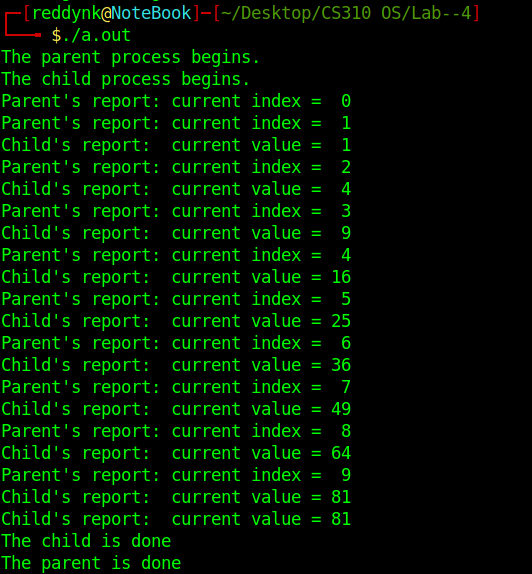 ┌─[reddynk@NoteBook]─[~/Desktop/CS310 OS/Lab--4]
└──╼ $./a.out
The parent process begins.
The child process begins.
Parent's report: current index =  0
Parent's report: current index =  1
Child's report:  current value =  1
Parent's report: current index =  2
Child's report:  current value =  4
Parent's report: current index =  3
Child's report:  current value =  9
Parent's report: current index =  4
Child's report:  current value = 16
Parent's report: current index =  5
Child's report:  current value = 25
Parent's report: current index =  6
Child's report:  current value = 36
Parent's report: current index =  7
Child's report:  current value = 49
Parent's report: current index =  8
Child's report:  current value = 64
Parent's report: current index =  9
Child's report:  current value = 81
Child's report:  current value = 81
The child is done
The parent is done